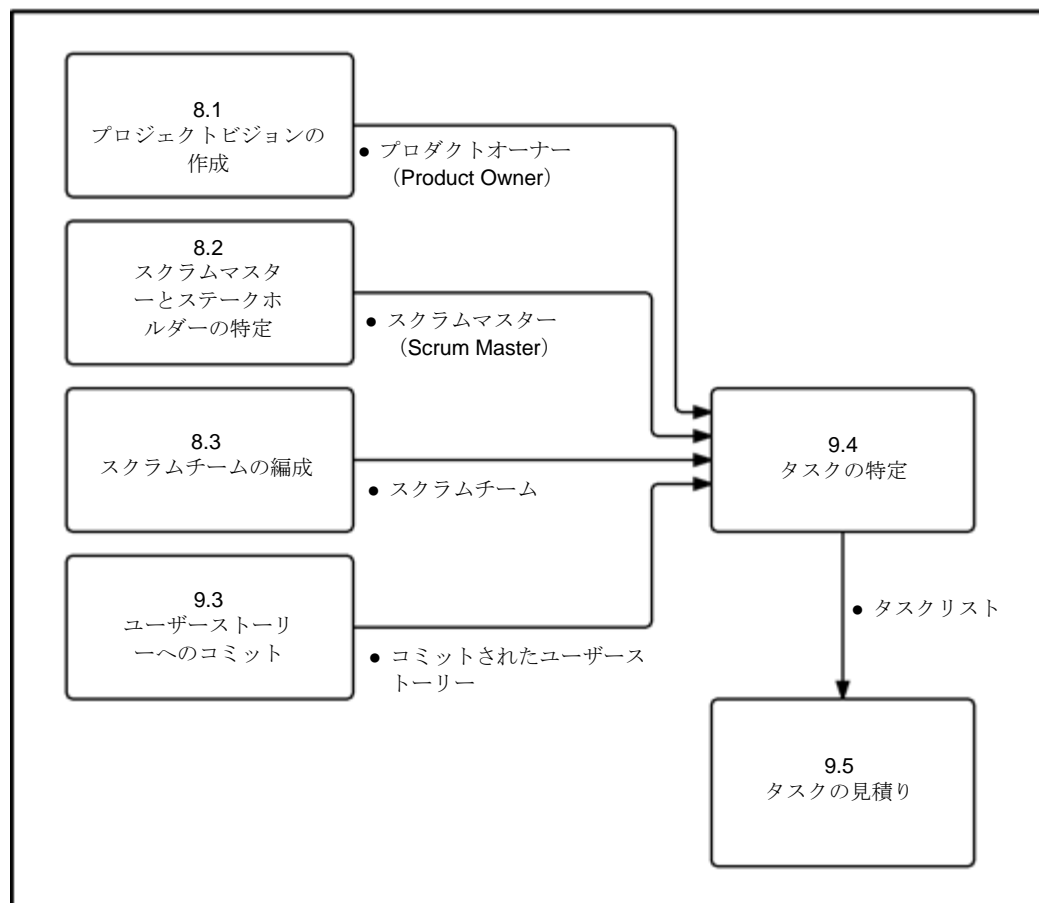 8.1
プロジェクトビジョンの
作成
● プロダクトオーナー
（Product Owner）
8.2
スクラムマスタ
ーとステークホ
ルダーの特定
● スクラムマスター
（Scrum Master）
8.3
スクラムチームの編成
● スクラムチーム
9.3
ユーザーストーリ
ーへのコミット
● コミットされたユーザース
トーリー
9.4
タスクの特定
● タスクリスト
9.5
タスクの見積り